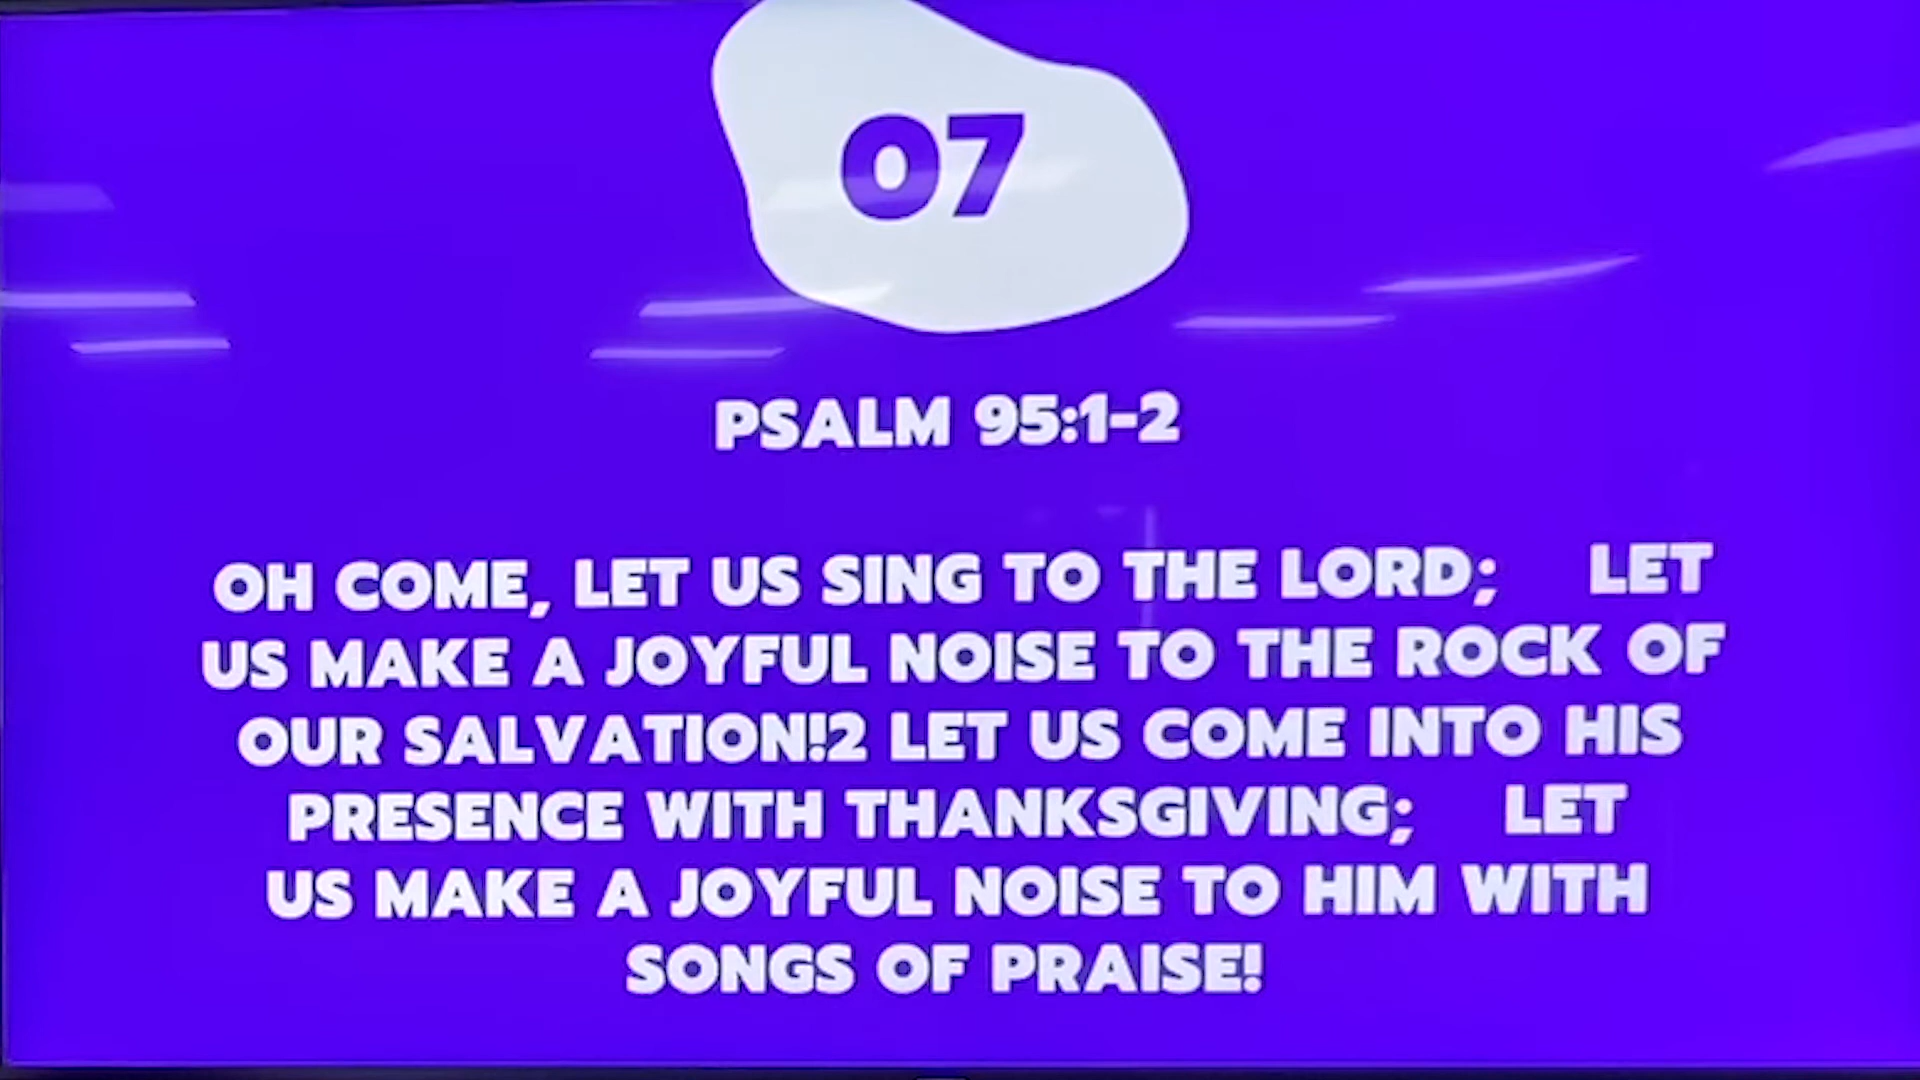 07
PSALM 95:1-2
OH COME, LET US SING TO THE LORD; LET
US MAKE A JOYFUL NOISE TO THE ROCK OF
OUR SALVATION!2 LET US COME INTO HIS
PRESENCE WITH THANKSGIVING; LET
US MAKE A JOYFUL NOISE TO HIM WITH
SONGS OF PRAISE!